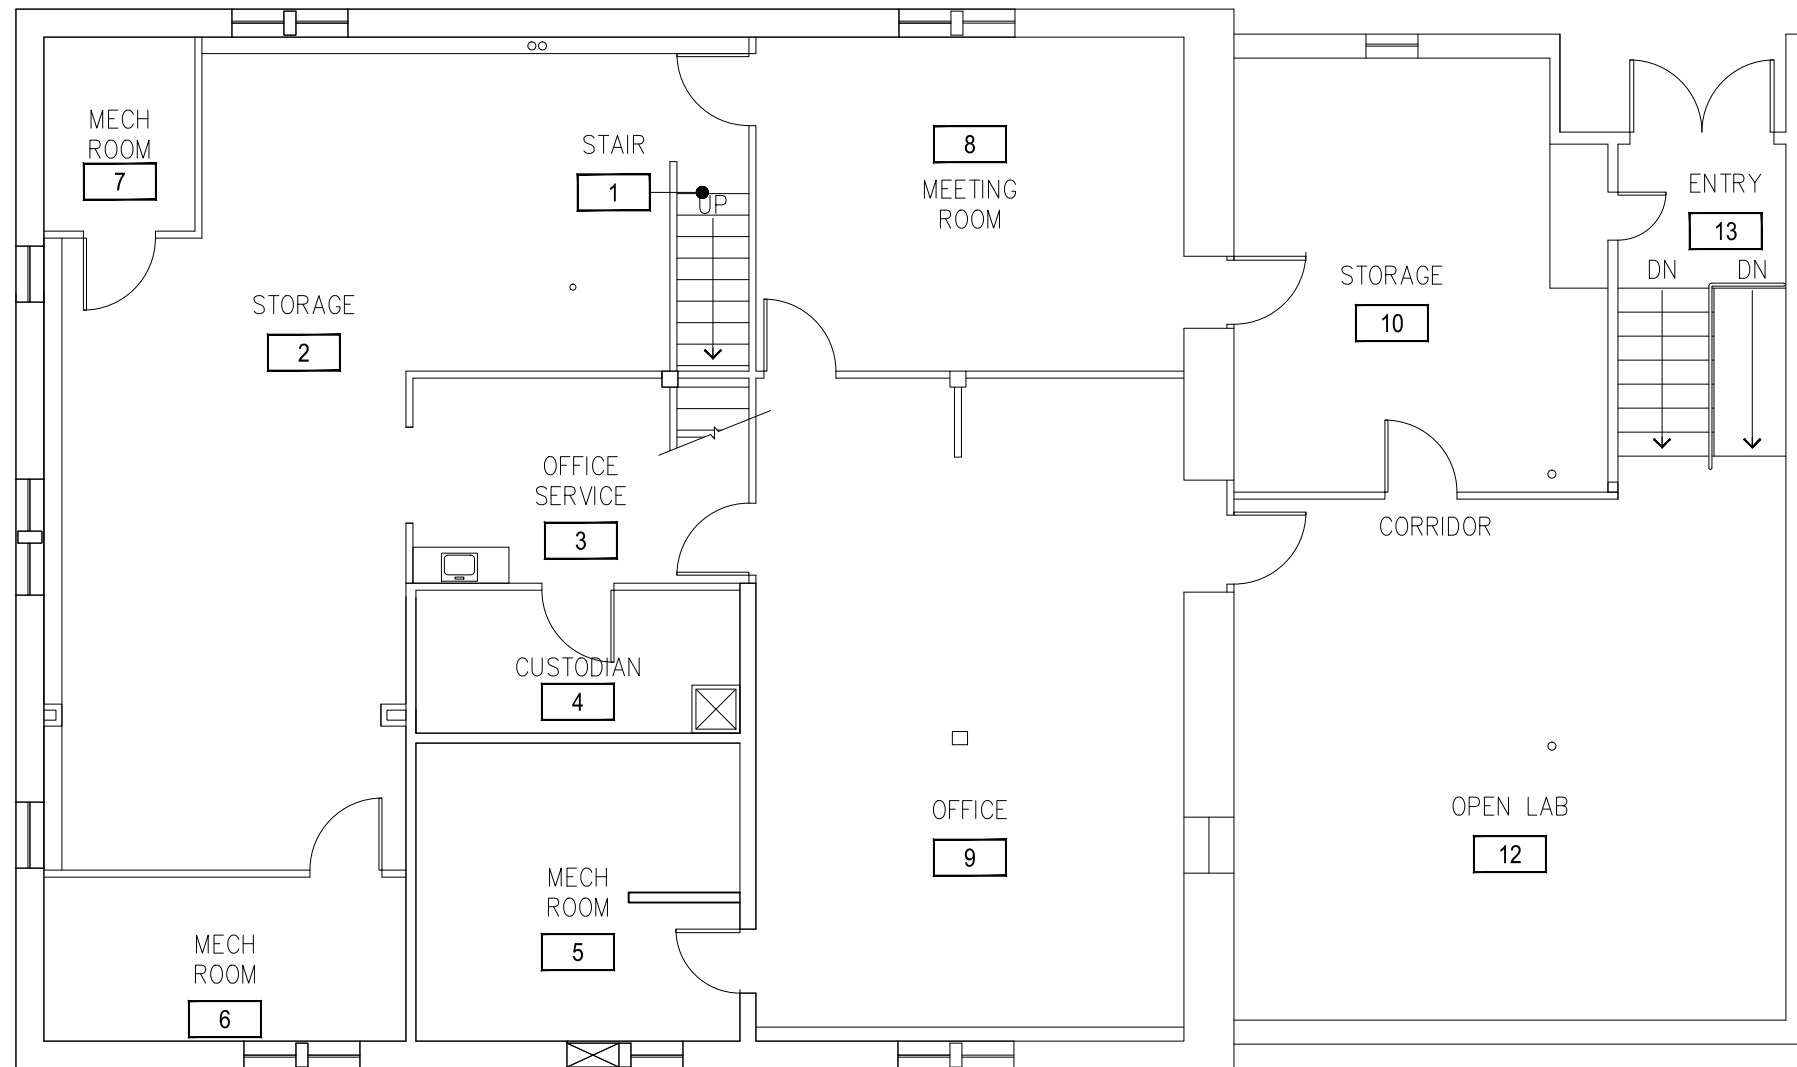 MECH
ROOM
7
STAIR
1
UP
8
MEETING
ROOM
ENTRY
13
DN
DN
STORAGE
10
STORAGE
2
OFFICE
SERVICE
3
CORRIDOR
CUSTODIAN
4
OFFICE
9
OPEN LAB
12
MECH
ROOM
5
MECH
ROOM
6